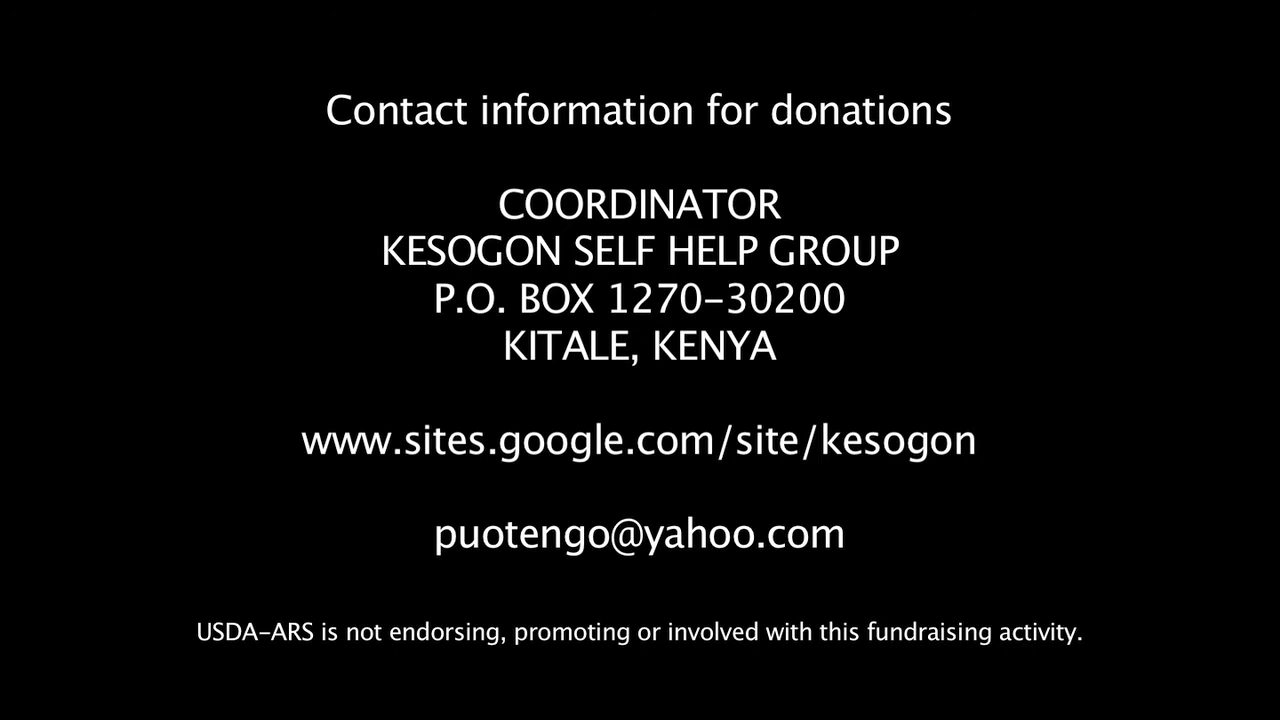 Contact information for donations
COORDINATOR
KESOGON SELF HELP GROUP
P.O. BOX 1270-30200
KITALE, KENYA
www.sites.google.com/site/kesogon
puotengo@yahoo.com
USDA-ARS is not endorsing, promoting or involved with this fundraising activity.